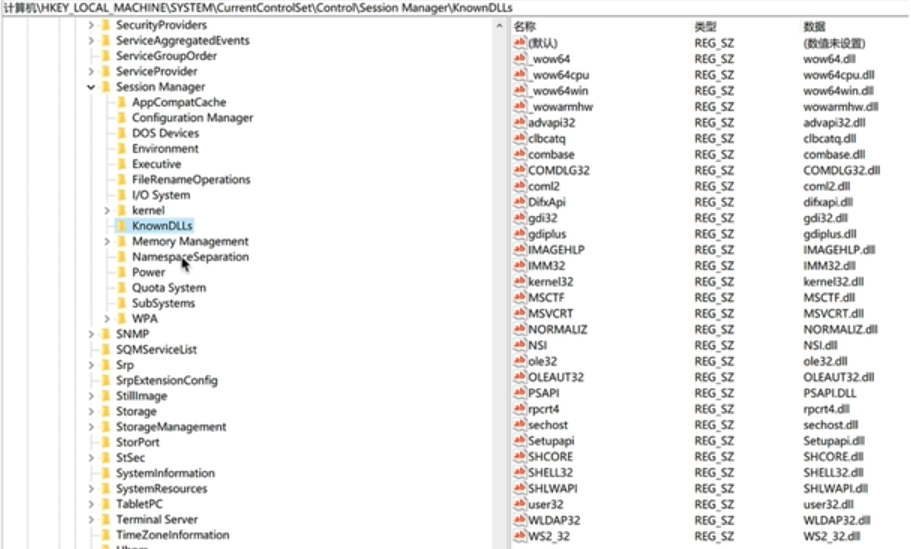 计算机\HKEY_LOCAL_MACHINE\SYSTEM\CurrentControlSet\Control\Session Manager\KnownDLLs
SecurityProviders
ServiceAggregatedEvents
ServiceGroupOrder
ServiceProvider
Session Manager
AppCompatCache
Configuration Manager
DOS Devices
Environment
Executive
FileRenameOperations
I/O System
kernel
KnownDLLs
Memory Management
NamespaceSeparation
Power
Quota System
SubSystems
WPA
SNMP
SQMServiceList
Srp
SrpExtensionConfig
StillImage
Storage
StorageManagement
StorPort
StSec
SystemInformation
SystemResources
TabletPC
Terminal Server
TimeZoneInformation
名称 类型 数据
(默认) REG_SZ (数值未设置)
_wow64 REG_SZ wow64.dll
_wow64cpu REG_SZ wow64cpu.dll
_wow64win REG_SZ wow64win.dll
_wowarmhw REG_SZ wowarmhw.dll
advapi32 REG_SZ advapi32.dll
clbcatq REG_SZ clbcatq.dll
combase REG_SZ combase.dll
COMDLG32 REG_SZ COMDLG32.dll
coml2 REG_SZ coml2.dll
DifxApi REG_SZ difxapi.dll
gdi32 REG_SZ gdi32.dll
gdiplus REG_SZ gdiplus.dll
IMAGEHLP REG_SZ IMAGEHLP.dll
IMM32 REG_SZ IMM32.dll
kernel32 REG_SZ kernel32.dll
MSCTF REG_SZ MSCTF.dll
MSVCRT REG_SZ MSVCRT.dll
NORMALIZ REG_SZ NORMALIZ.dll
NSI REG_SZ NSI.dll
ole32 REG_SZ ole32.dll
OLEAUT32 REG_SZ OLEAUT32.dll
PSAPI REG_SZ PSAPI.DLL
rpcrt4 REG_SZ rpcrt4.dll
sechost REG_SZ sechost.dll
Setupapi REG_SZ Setupapi.dll
SHCORE REG_SZ SHCORE.dll
SHELL32 REG_SZ SHELL32.dll
SHLWAPI REG_SZ SHLWAPI.dll
user32 REG_SZ user32.dll
WLDAP32 REG_SZ WLDAP32.dll
WS2_32 REG_SZ WS2_32.dll